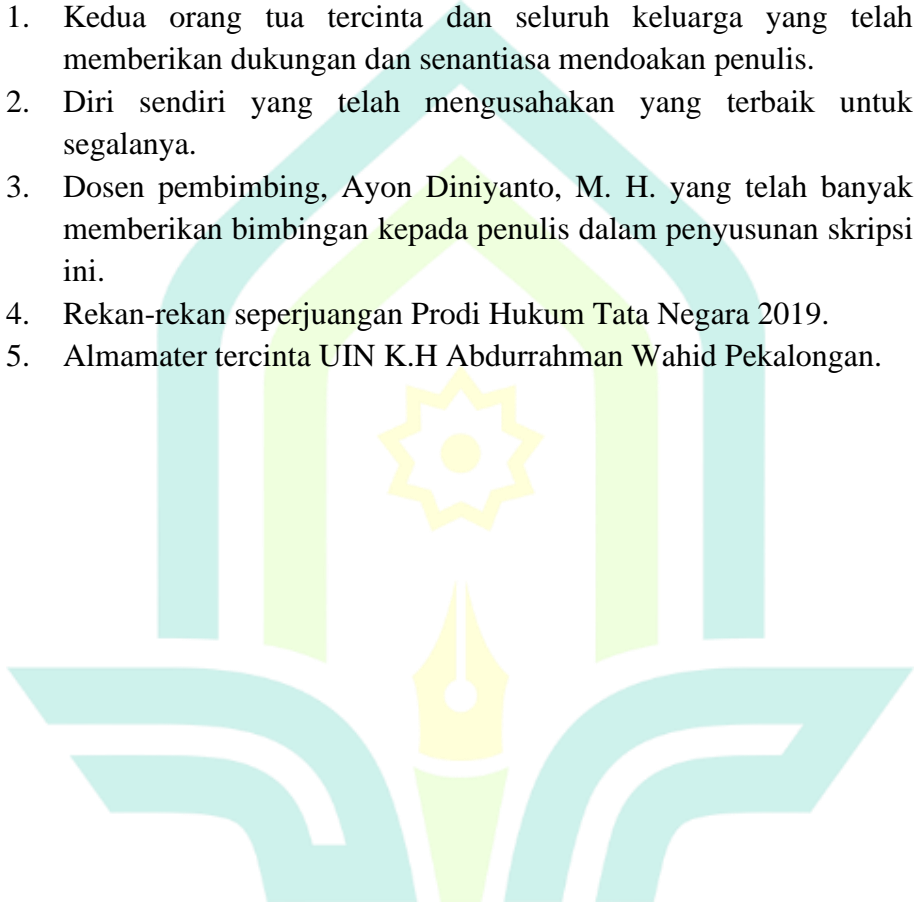 1. Kedua orang tua tercinta dan seluruh keluarga yang telah
memberikan dukungan dan senantiasa mendoakan penulis.
2. Diri sendiri yang telah mengusahakan yang terbaik untuk
segalanya.
3. Dosen pembimbing, Ayon Diniyanto, M. H. yang telah banyak
memberikan bimbingan kepada penulis dalam penyusunan skripsi
ini.
4. Rekan-rekan seperjuangan Prodi Hukum Tata Negara 2019.
5. Almamater tercinta UIN K.H Abdurrahman Wahid Pekalongan.